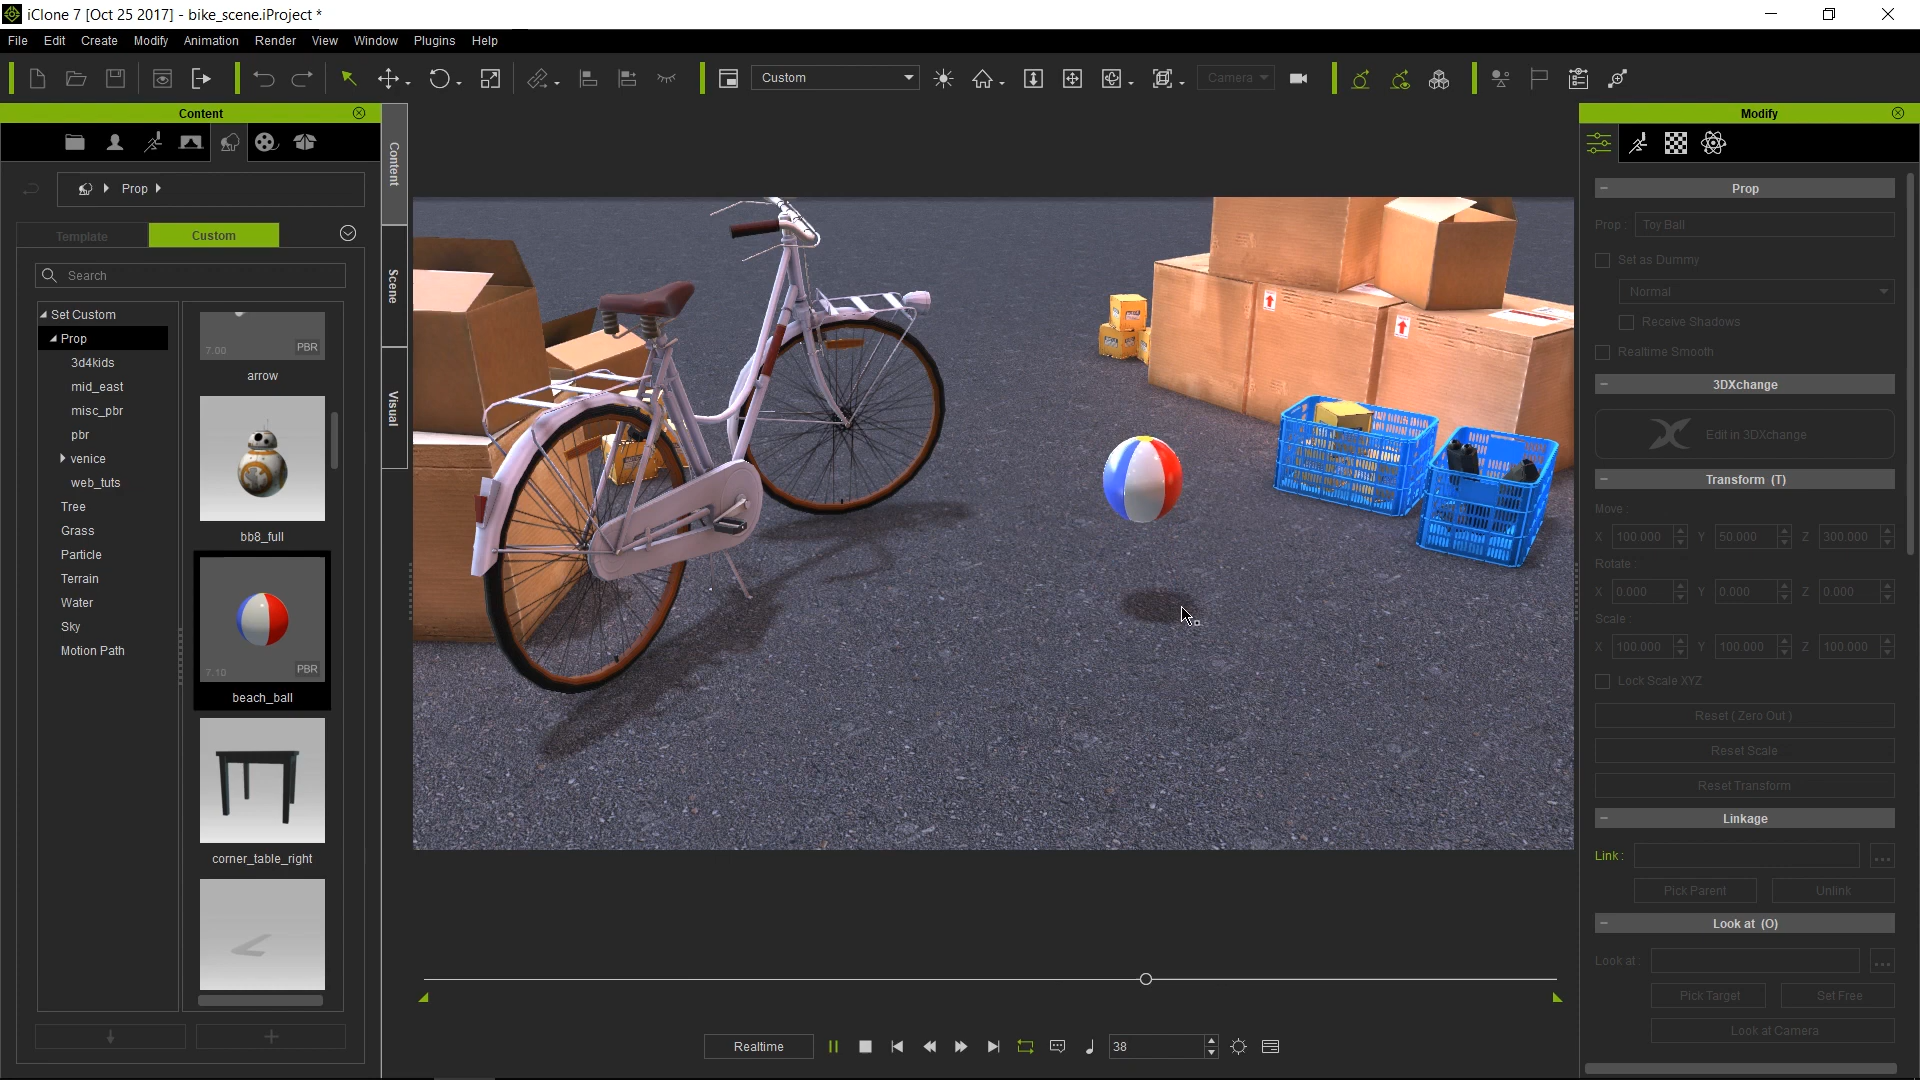 iClone 7 [Oct 25 2017] - bike_scene.iProject *
File Edit Create Modify Animation Render View Window Plugins Help
Custom
Camera
Content
Modify
Prop
Template
Custom
Search
Set Custom
Prop
3d4kids
mid_east
misc_pbr
pbr
venice
web_tuts
Tree
Grass
Particle
Terrain
Water
Sky
Motion Path
7.00 PBR
arrow
bb8_full
7.10 PBR
beach_ball
corner_table_right
Content
Scene
Visual
Realtime
38
Prop
Prop : Toy Ball
Set as Dummy
Normal
Receive Shadows
Realtime Smooth
3DXchange
Edit in 3DXchange
Transform (T)
Move :
X 100.000 Y 50.000 Z 300.000
Rotate :
X 0.000 Y 0.000 Z 0.000
Scale :
X 100.000 Y 100.000 Z 100.000
Lock Scale XYZ
Reset ( Zero Out )
Reset Scale
Reset Transform
Linkage
Link : ...
Pick Parent Unlink
Look at (O)
Look at : ...
Pick Target Set Free
Look at Camera